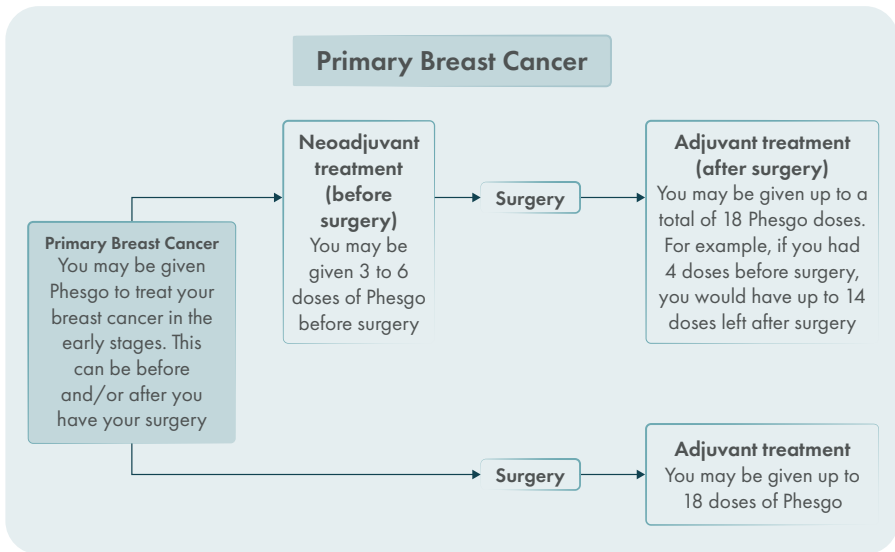 Primary Breast Cancer
Primary Breast Cancer
You may be given
Phesgo to treat your
breast cancer in the
early stages. This
can be before
and/or after you
have your surgery
Neoadjuvant
treatment
(before
surgery)
You may be
given 3 to 6
doses of Phesgo
before surgery
Surgery
Adjuvant treatment
(after surgery)
You may be given up to a
total of 18 Phesgo doses.
For example, if you had
4 doses before surgery,
you would have up to 14
doses left after surgery
Surgery
Adjuvant treatment
You may be given up to
18 doses of Phesgo